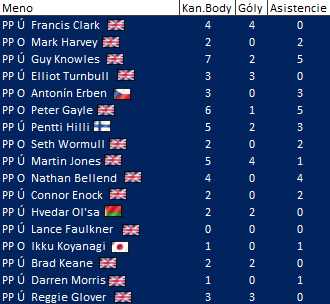 Meno Kan.Body Góly Asistencie
PP Ú Francis Clark 4 4 0
PP O Mark Harvey 2 0 2
PP Ú Guy Knowles 7 2 5
PP Ú Elliot Turnbull 3 3 0
PP O Antonín Erben 3 0 3
PP O Peter Gayle 6 1 5
PP Ú Pentti Hilli 5 2 3
PP O Seth Wormull 2 0 2
PP Ú Martin Jones 5 4 1
PP O Nathan Bellend 4 0 4
PP Ú Connor Enock 2 0 2
PP Ú Hvedar Ol'sa 2 2 0
PP Ú Lance Faulkner 0 0 0
PP O Ikku Koyanagi 1 0 1
PP Ú Brad Keane 2 2 0
PP Ú Darren Morris 1 0 1
PP Ú Reggie Glover 3 3 0